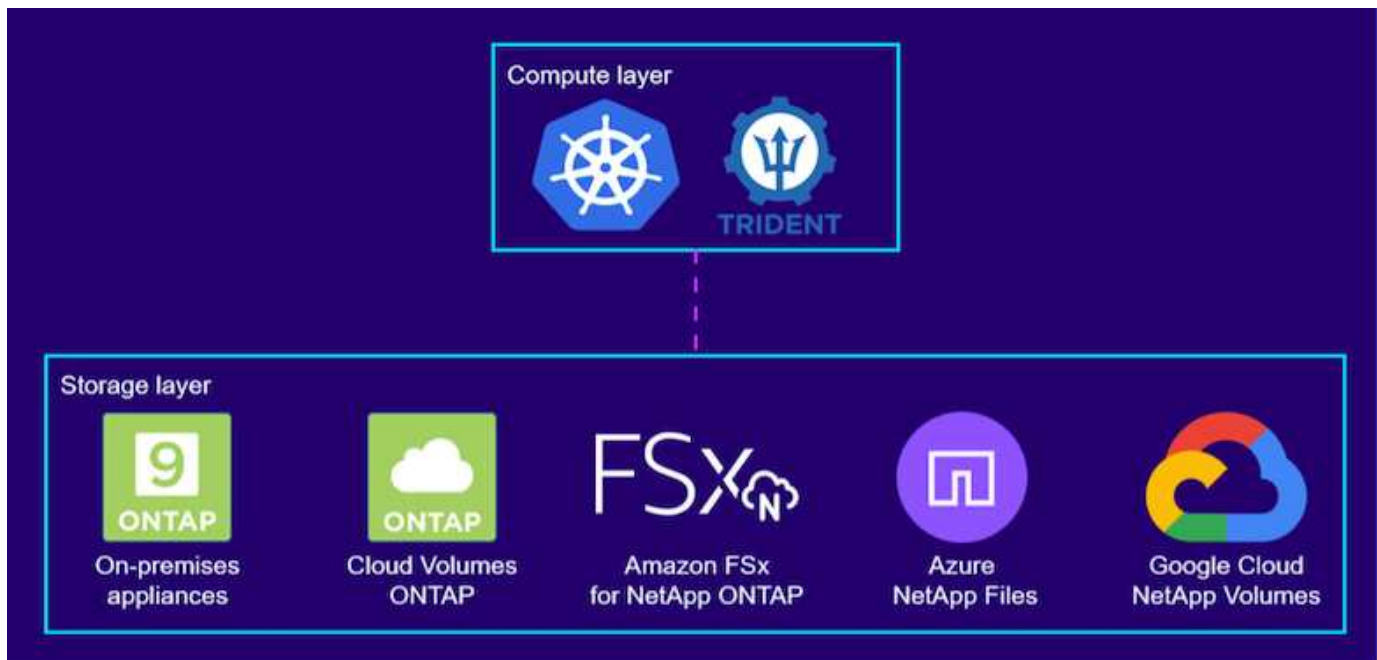 Compute layer
TRIDENT
Storage layer
9
ONTAP
On-premises
appliances
ONTAP
Cloud Volumes
ONTAP
FSx N
Amazon FSx
for NetApp ONTAP
Azure
NetApp Files
Google Cloud
NetApp Volumes